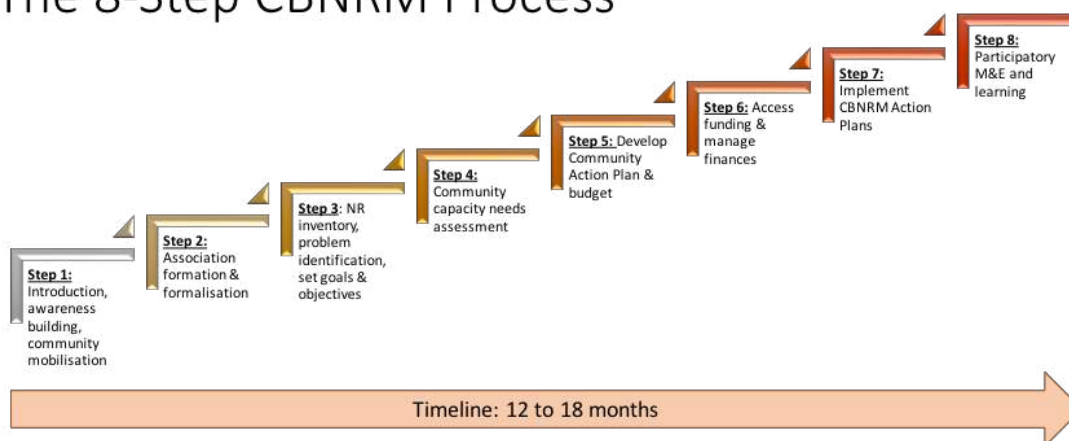 The 8-Step CBNRM Process
Step 1:
Introduction,
awareness
building,
community
mobilisation
Step 2:
Association
formation &
formalisation
Step 3: NR
inventory,
problem
identification,
set goals &
objectives
Step 4:
Community
capacity needs
assessment
Step 5: Develop
Community
Action Plan &
budget
Step 6: Access
funding &
manage
finances
Step 7:
Implement
CBNRM Action
Plans
Step 8:
Participatory
M&E and
learning
Timeline: 12 to 18 months